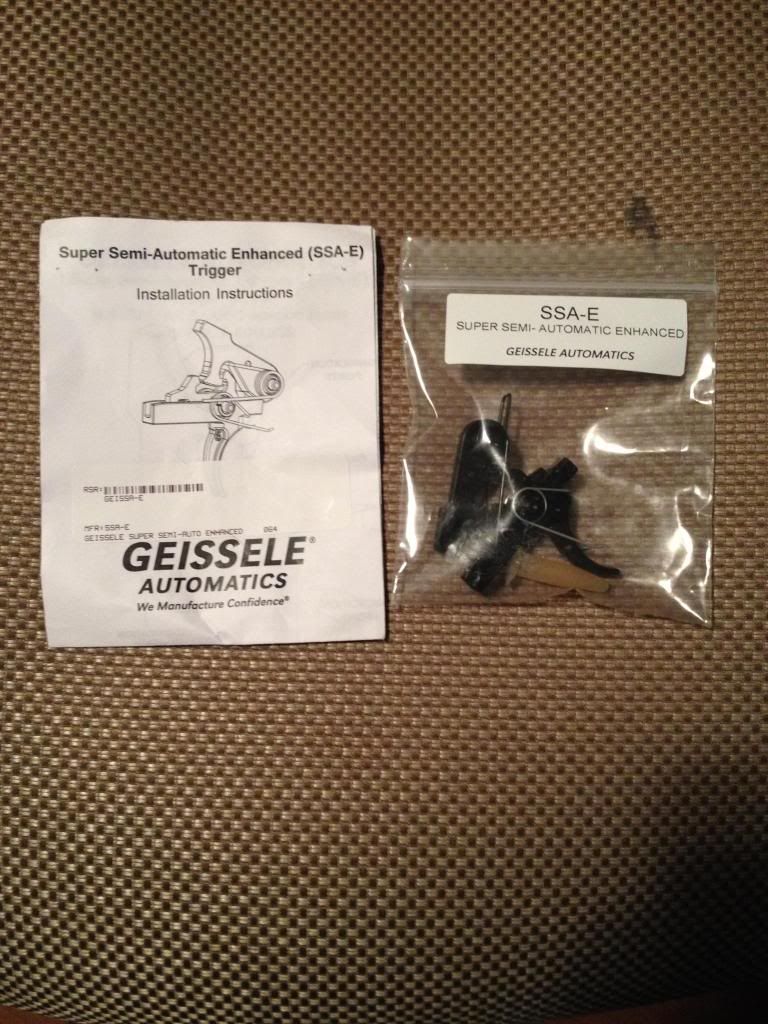 Super Semi-Automatic Enhanced (SSA-E)
Trigger
Installation Instructions
RSR:
GEISSA-E
MFR:SSA-E
GEISSELE SUPER SEMI-AUTO ENHANCED 064
GEISSELE®
AUTOMATICS
We Manufacture Confidence®
SSA-E
SUPER SEMI- AUTOMATIC ENHANCED
GEISSELE AUTOMATICS